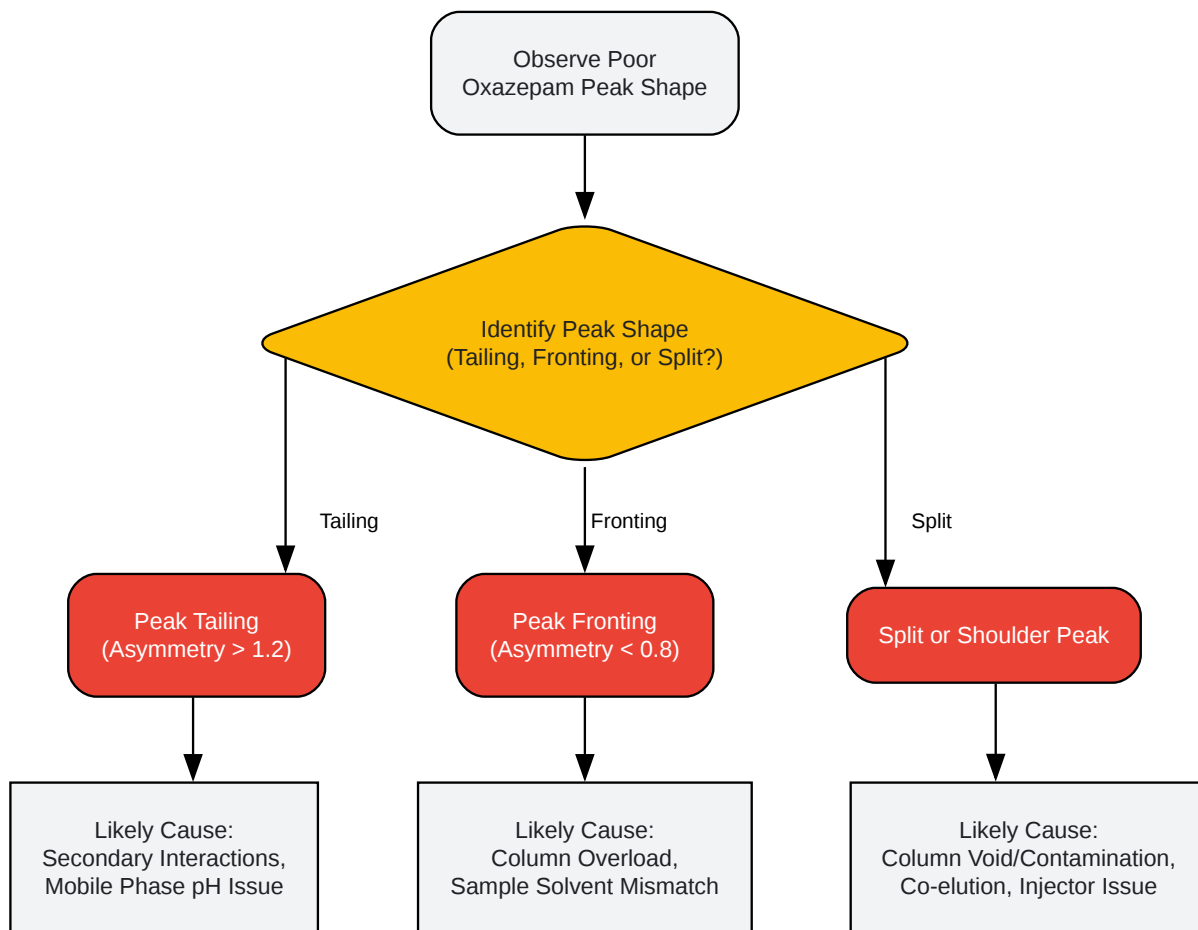 Observe Poor
Oxazepam Peak Shape
Identify Peak Shape
(Tailing, Fronting, or Split?)
Tailing
Fronting
Split
Peak Tailing
(Asymmetry > 1.2)
Peak Fronting
(Asymmetry < 0.8)
Split or Shoulder Peak
Likely Cause:
Secondary Interactions,
Mobile Phase pH Issue
Likely Cause:
Column Overload,
Sample Solvent Mismatch
Likely Cause:
Column Void/Contamination,
Co-elution, Injector Issue